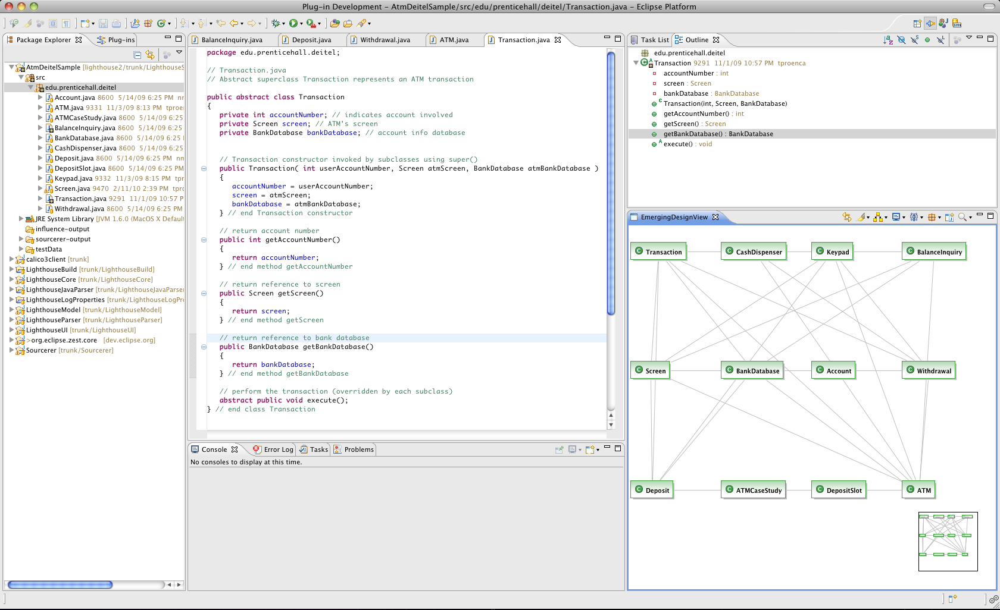 Plug-in Development - AtmDeitelSample/src/edu/prenticehall/deitel/Transaction.java - Eclipse Platform
Package Explorer
Plug-ins
AtmDeitelSample [lighthouse2/trunk/LighthouseS
src
edu.prenticehall.deitel
Account.java 8600 5/14/09 6:25 PM nr
ATM.java 9331 11/3/09 8:13 PM tproe
ATMCaseStudy.java 8600 5/14/09
BalanceInquiry.java 8600 5/14/09 6:25
BankDatabase.java 8600 5/14/09 6:25
CashDispenser.java 8600 5/14/09 6:25
Deposit.java 8600 5/14/09 6:25 PM nm
DepositSlot.java 8600 5/14/09 6:25 PM
Keypad.java 9332 11/3/09 8:15 PM tpr
Screen.java 9470 2/11/10 2:39 PM tpro
Transaction.java 9291 11/1/09 10:57 P
Withdrawal.java 8600 5/14/09 6:25 PM
JRE System Library [JVM 1.6.0 (MacOS X Defaul
influence-output
sourcerer-output
testData
calico3client [trunk]
LighthouseBuild [trunk/LighthouseBuild]
LighthouseCore [trunk/LighthouseCore]
LighthouseJavaParser [trunk/LighthouseJavaParser
LighthouseLogProperties [trunk/LighthouseLogPr
LighthouseModel [trunk/LighthouseModel]
LighthouseParser [trunk/LighthouseParser]
LighthouseUI [trunk/LighthouseUI]
>org.eclipse.zest.core [dev.eclipse.org]
Sourcerer [trunk/Sourcerer]
BalanceInquiry.java
Deposit.java
Withdrawal.java
ATM.java
Transaction.java
package edu.prenticehall.deitel;
// Transaction.java
// Abstract superclass Transaction represents an ATM transaction
public abstract class Transaction
{
private int accountNumber; // indicates account involved
private Screen screen; // ATM's screen
private BankDatabase bankDatabase; // account info database
// Transaction constructor invoked by subclasses using super()
public Transaction( int userAccountNumber, Screen atmScreen, BankDatabase atmBankDatabase )
{
accountNumber = userAccountNumber;
screen = atmScreen;
bankDatabase = atmBankDatabase;
} // end Transaction constructor
// return account number
public int getAccountNumber()
{
return accountNumber;
} // end method getAccountNumber
// return reference to screen
public Screen getScreen()
{
return screen;
} // end method getScreen
// return reference to bank database
public BankDatabase getBankDatabase()
{
return bankDatabase;
} // end method getBankDatabase
// perform the transaction (overridden by each subclass)
abstract public void execute();
} // end class Transaction
Console
Error Log
Tasks
Problems
No consoles to display at this time.
Task List
Outline
edu.prenticehall.deitel
Transaction 9291 11/1/09 10:57 PM tproenca
accountNumber : int
screen : Screen
bankDatabase : BankDatabase
Transaction(int, Screen, BankDatabase)
getAccountNumber() : int
getScreen() : Screen
getBankDatabase() : BankDatabase
execute() : void
EmergingDesignView
Transaction
CashDispenser
Keypad
BalanceInquiry
Screen
BankDatabase
Account
Withdrawal
Deposit
ATMCaseStudy
DepositSlot
ATM